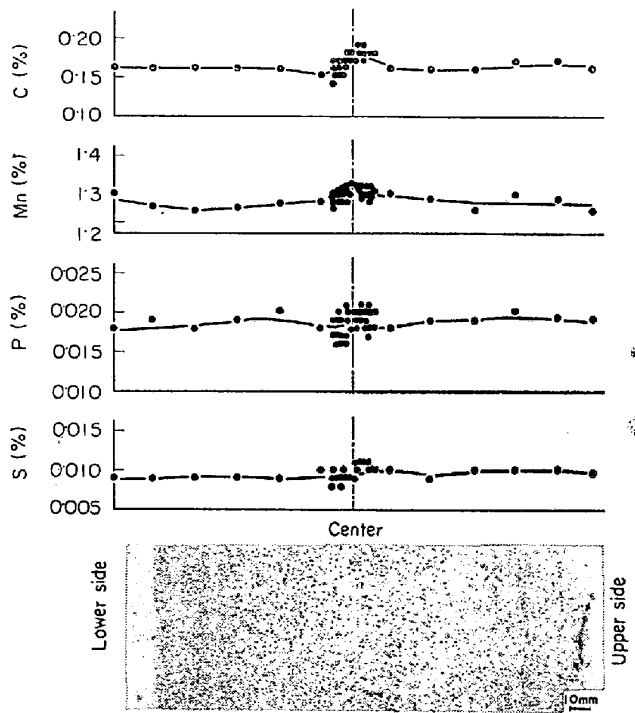 C (%)
0·20
0·15
0·10
Mn (%)
1·4
1·3
1·2
P (%)
0·025
0·020
0·015
0·010
S (%)
0·015
0·010
0·005
Center
Lower side
Upper side
10mm